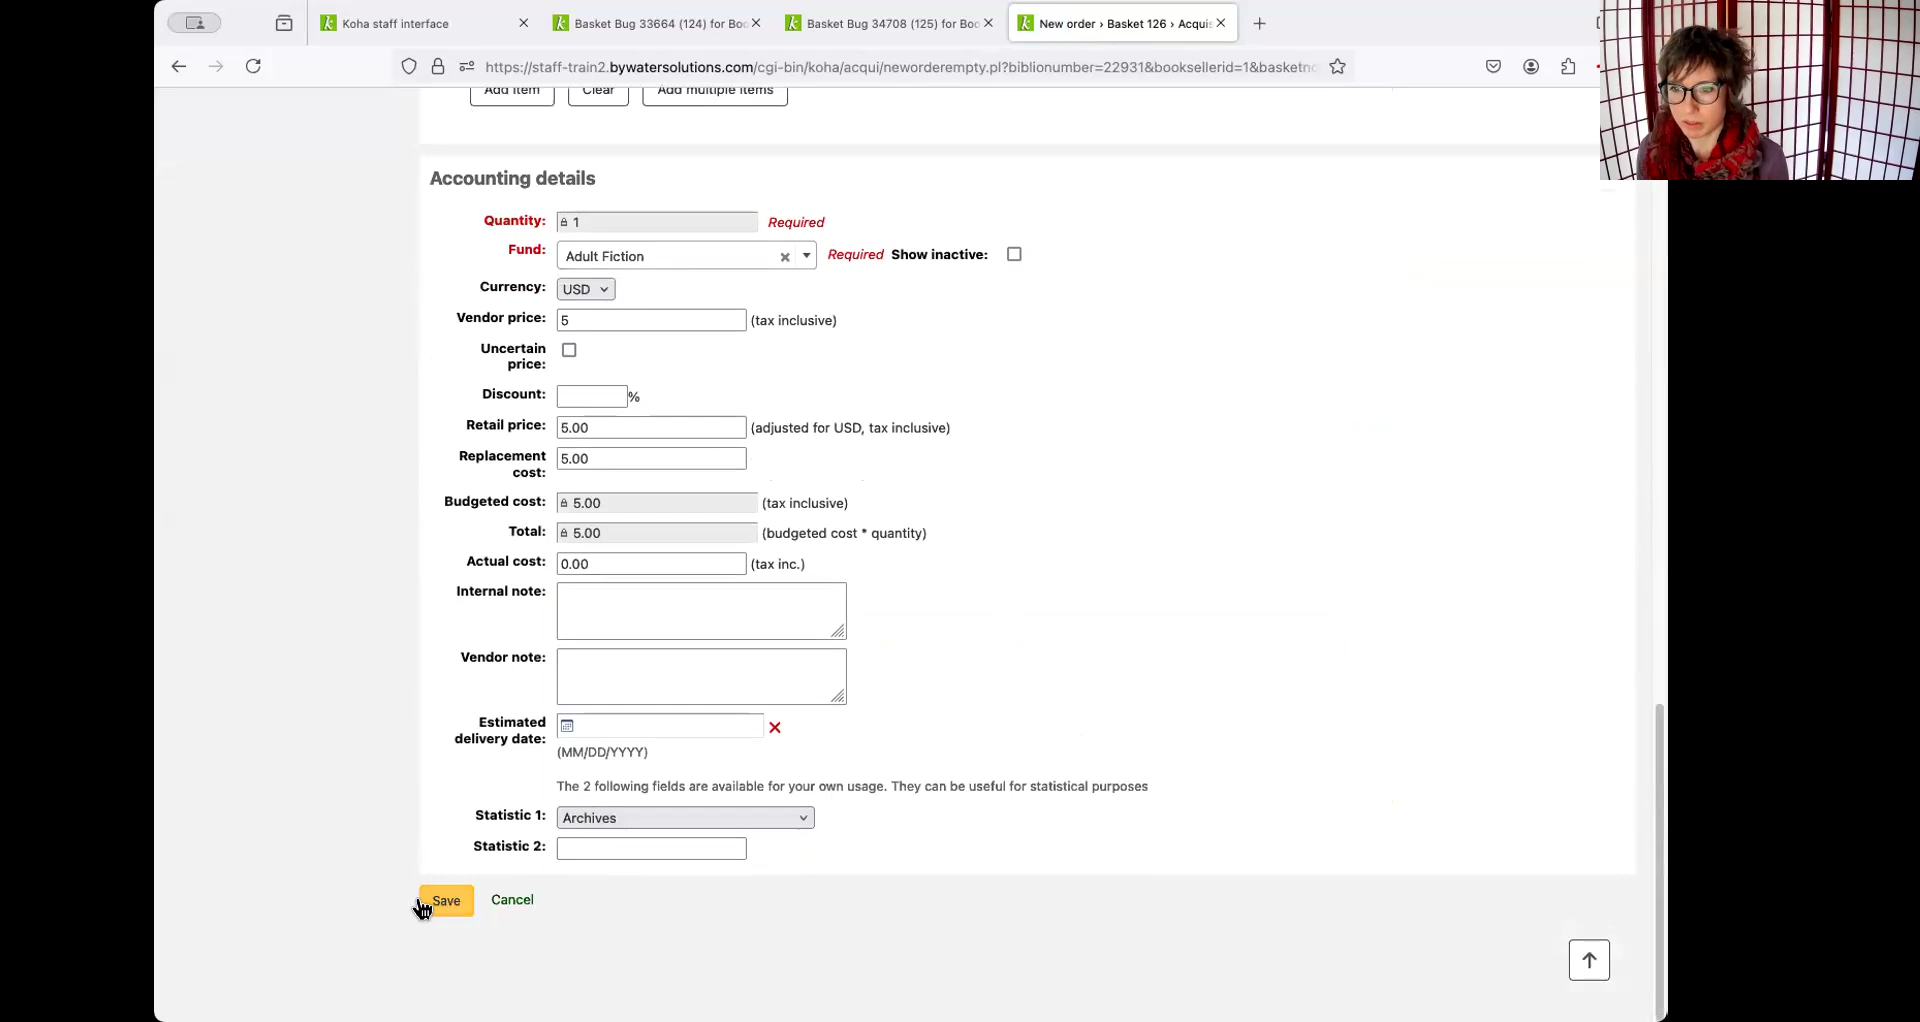 Koha staff interface
Basket Bug 33664 (124) for Boo
Basket Bug 34708 (125) for Boo
New order › Basket 126 › Acquis
https://staff-train2.bywatersolutions.com/cgi-bin/koha/acqui/neworderempty.pl?biblionumber=22931&booksellerid=1&basketno
Add item Clear Add multiple items
Accounting details
Quantity: 1 Required
Fund: Adult Fiction Required Show inactive:
Currency: USD
Vendor price: 5 (tax inclusive)
Uncertain
price:
Discount: %
Retail price: 5.00 (adjusted for USD, tax inclusive)
Replacement
cost: 5.00
Budgeted cost: 5.00 (tax inclusive)
Total: 5.00 (budgeted cost * quantity)
Actual cost: 0.00 (tax inc.)
Internal note:
Vendor note:
Estimated
delivery date:
(MM/DD/YYYY)
The 2 following fields are available for your own usage. They can be useful for statistical purposes
Statistic 1: Archives
Statistic 2:
Save Cancel